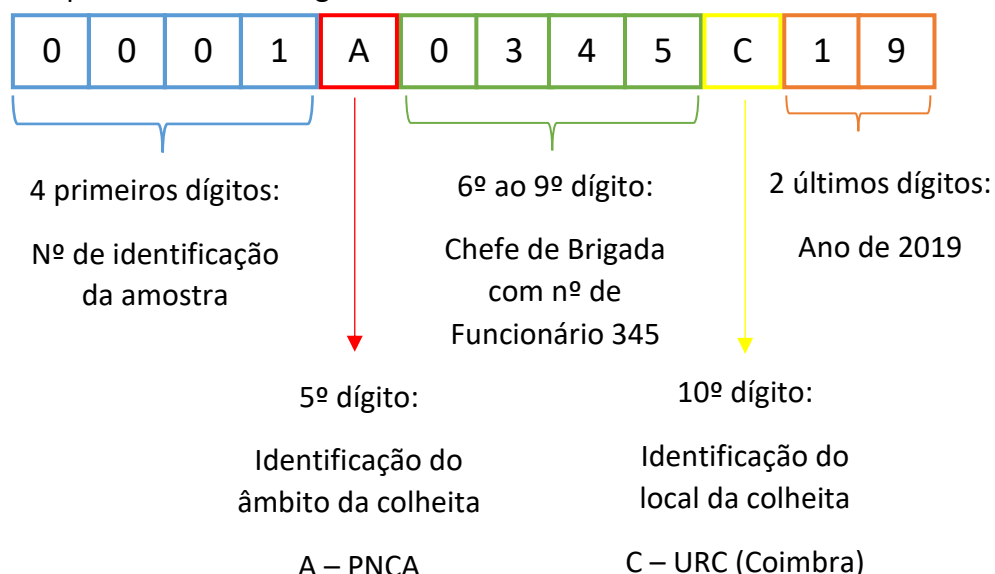 0 0 0 1 A 0 3 4 5 C 1 9
4 primeiros dígitos:
Nº de identificação
da amostra
6º ao 9º dígito:
Chefe de Brigada
com nº de
Funcionário 345
2 últimos dígitos:
Ano de 2019
5º dígito:
Identificação do
âmbito da colheita
A – PNCA
10º dígito:
Identificação do
local da colheita
C – URC (Coimbra)